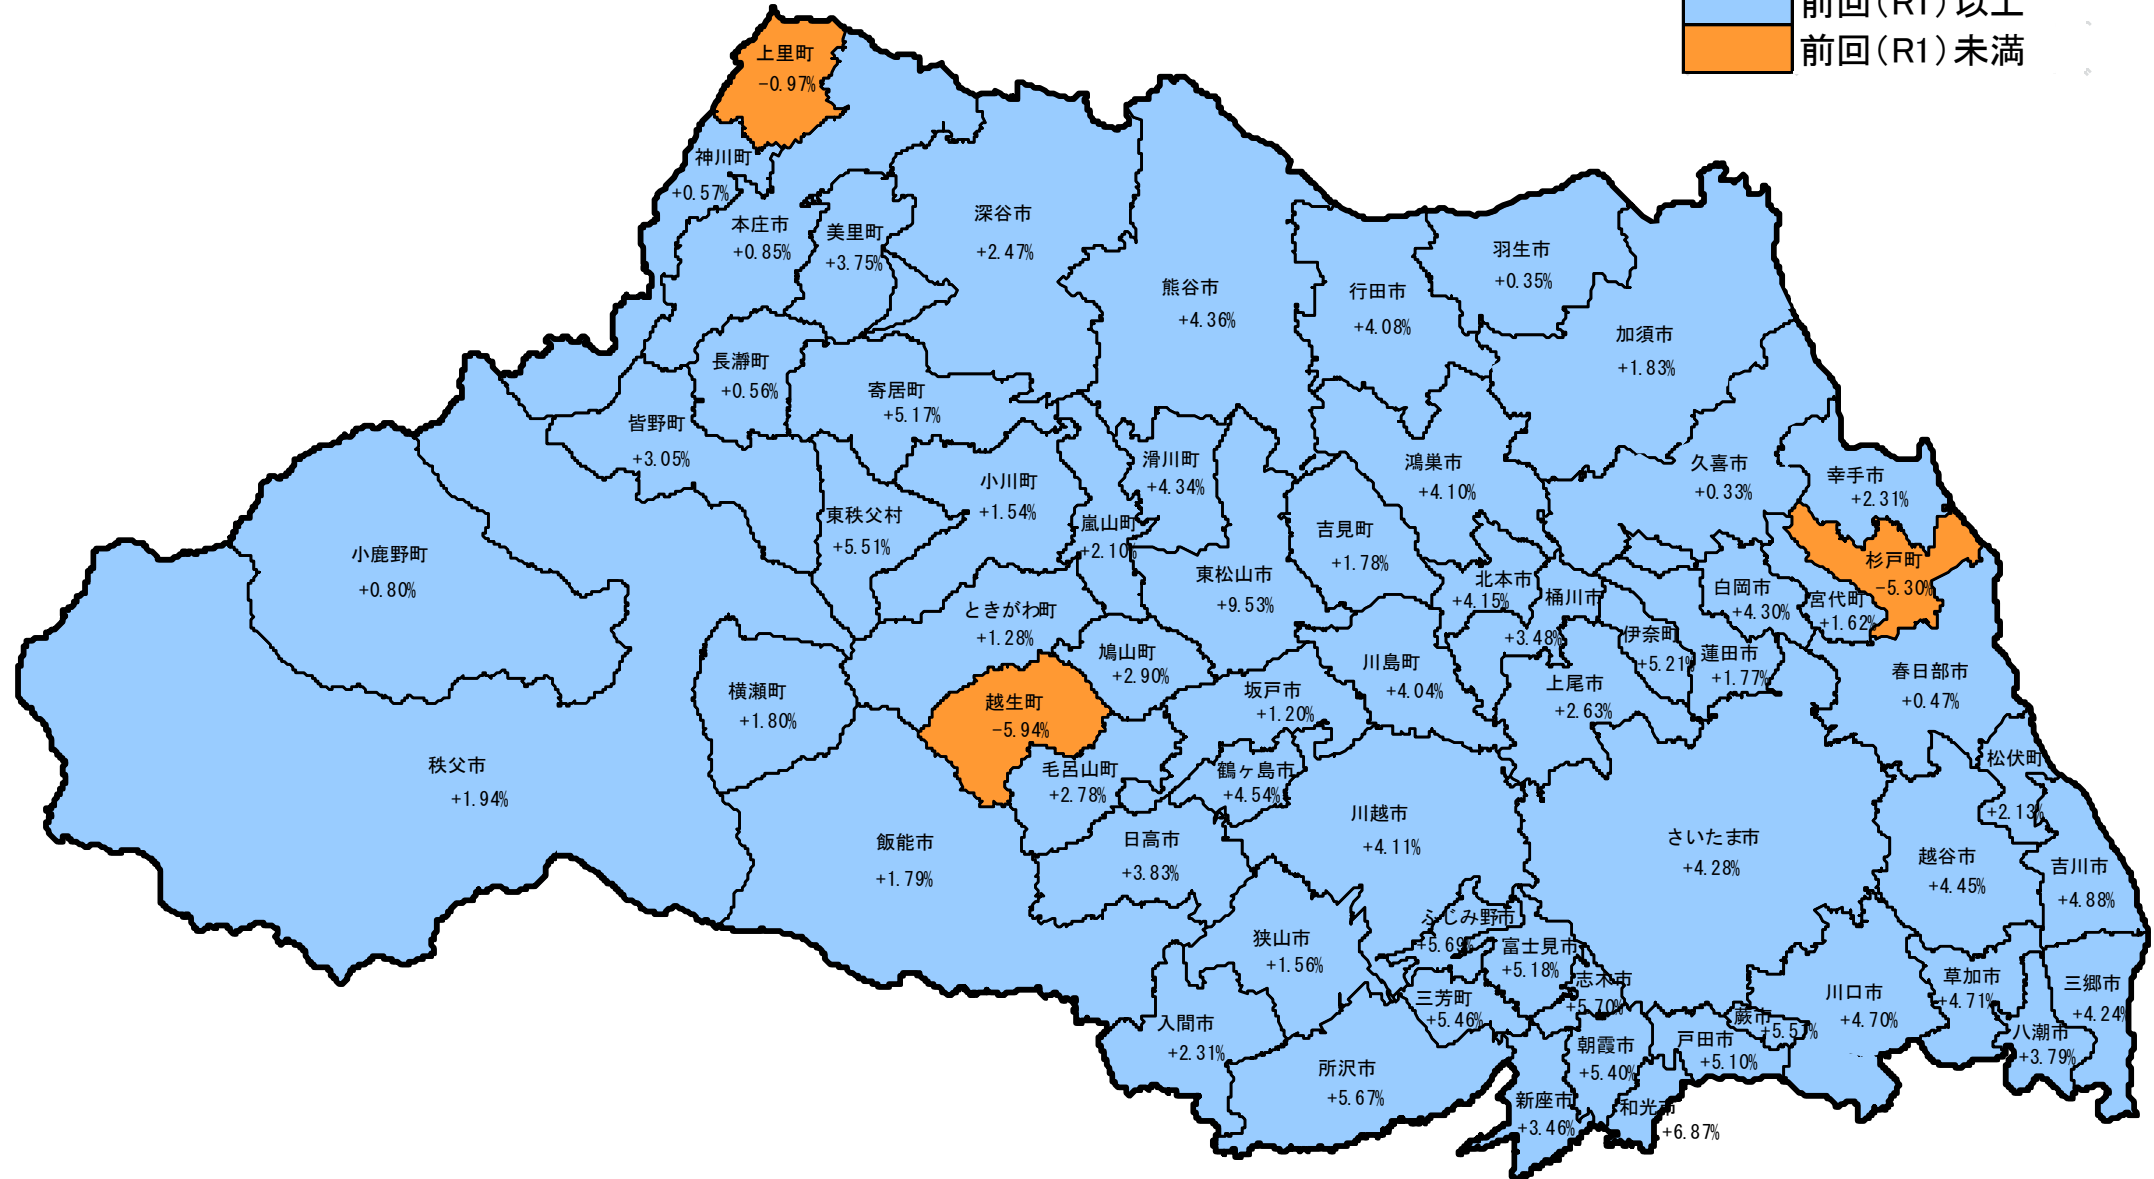 前回(R1)以上
前回(R1)未満
上里町
-0.97%
神川町
+0.57%
本庄市
+0.85%
美里町
+3.75%
深谷市
+2.47%
熊谷市
+4.36%
行田市
+4.08%
羽生市
+0.35%
加須市
+1.83%
長瀞町
+0.56%
寄居町
+5.17%
皆野町
+3.05%
小川町
+1.54%
東秩父村
+5.51%
嵐山町
+2.10%
滑川町
+4.34%
吉見町
+1.78%
鴻巣市
+4.10%
久喜市
+0.33%
幸手市
+2.31%
杉戸町
-5.30%
小鹿野町
+0.80%
東松山市
+9.53%
北本市
+4.15%
桶川市
+3.48%
伊奈町
+5.21%
白岡市
+4.30%
宮代町
+1.62%
蓮田市
+1.77%
春日部市
+0.47%
ときがわ町
+1.28%
鳩山町
+2.90%
川島町
+4.04%
上尾市
+2.63%
横瀬町
+1.80%
越生町
-5.94%
坂戸市
+1.20%
秩父市
+1.94%
毛呂山町
+2.78%
鶴ヶ島市
+4.54%
松伏町
+2.13%
飯能市
+1.79%
日高市
+3.83%
川越市
+4.11%
さいたま市
+4.28%
越谷市
+4.45%
吉川市
+4.88%
狭山市
+1.56%
ふじみ野市
+5.69%
富士見市
+5.18%
志木市
+5.70%
三芳町
+5.46%
入間市
+2.31%
所沢市
+5.67%
新座市
+3.46%
朝霞市
+5.40%
和光市
+6.87%
戸田市
+5.10%
蕨市
+5.57%
川口市
+4.70%
草加市
+4.71%
八潮市
+3.79%
三郷市
+4.24%